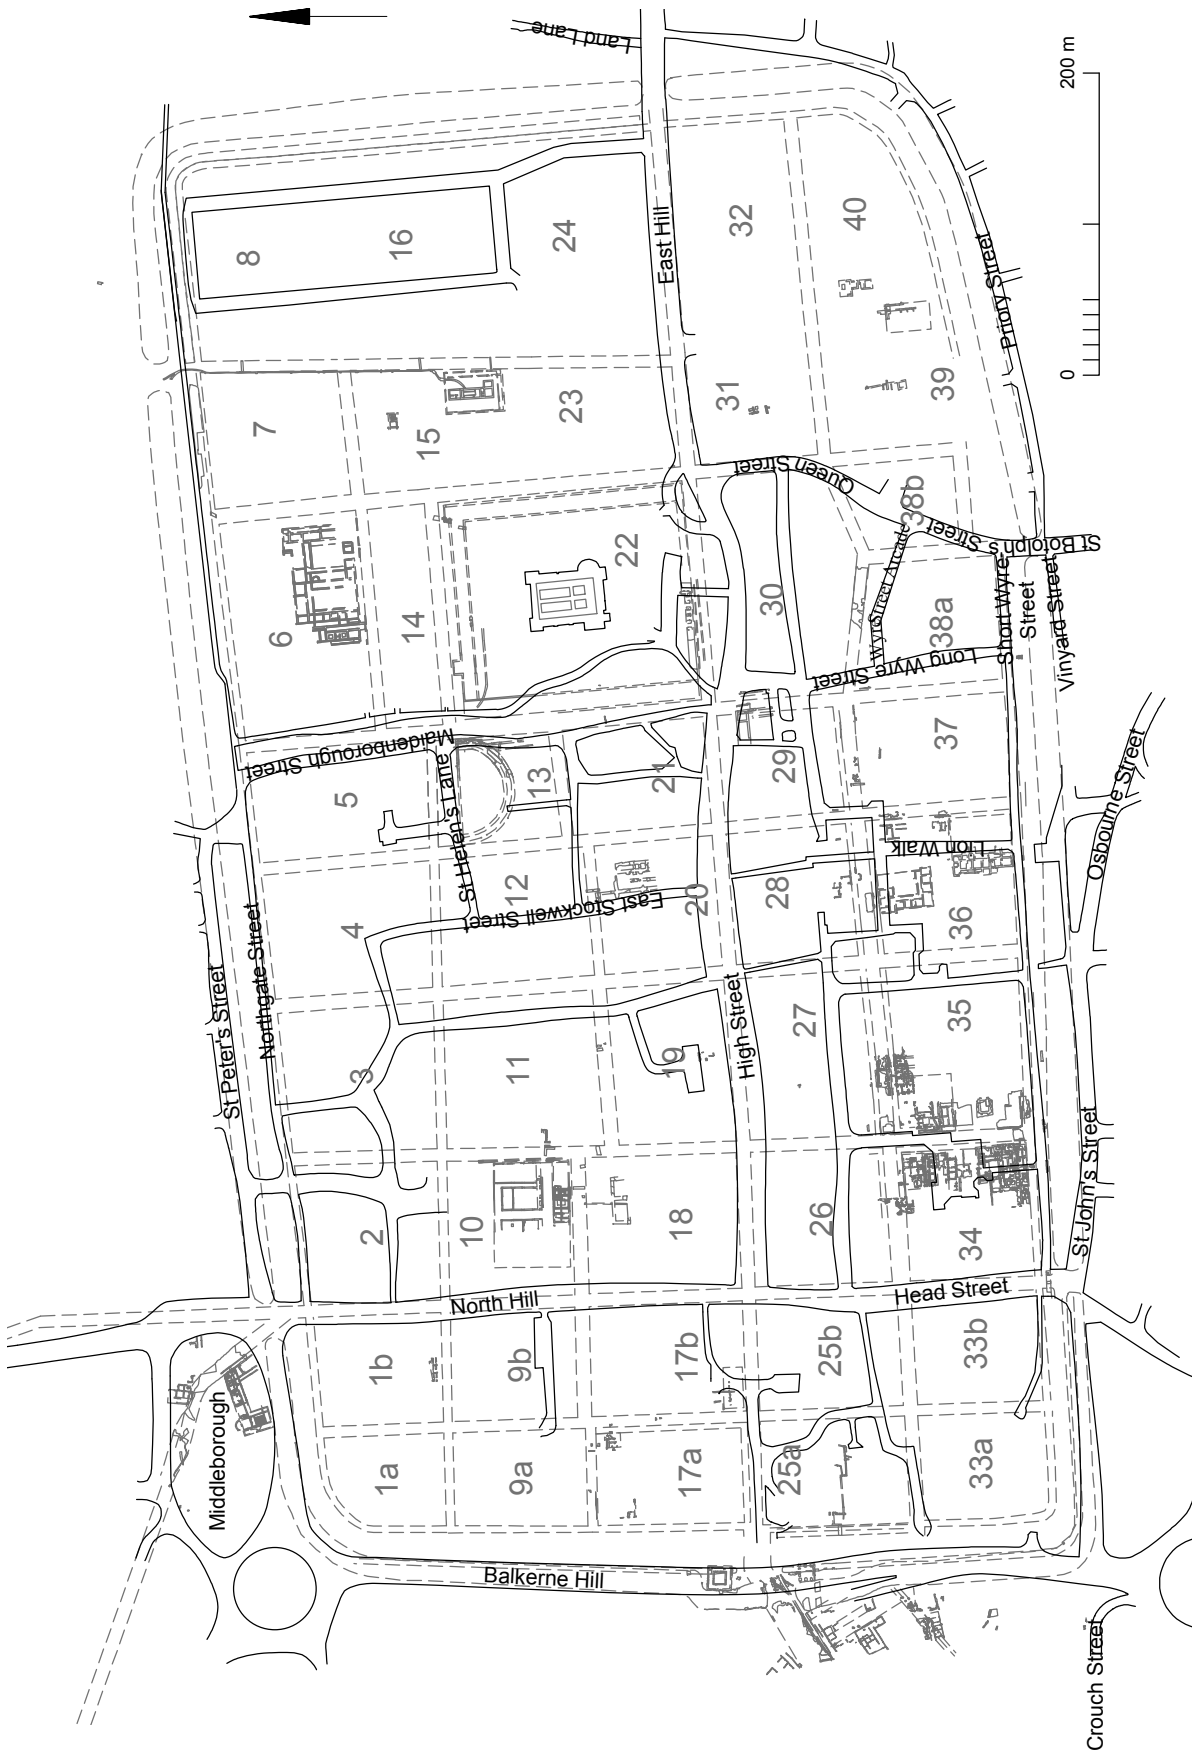 Land Lane
200 m
0
8
16
24
East Hill
32
40
Priory Street
7
15
23
31
39
Queen Street
6
14
22
30
38b
St Botolph's Street
Wyre Street Arcade
38a
Short Wyre
Street
Vinyard Street
Long Wyre Street
Maidenborough Street
5
St Helen's Lane
13
21
29
37
Osbourne Street
Lion Walk
4
12
East Stockwell Street
20
28
36
St Peter's Street
Northgate Street
3
11
19
High Street
27
35
2
10
18
26
34
St John's Street
North Hill
Head Street
Middleborough
1b
9b
17b
25b
33b
1a
9a
17a
25a
33a
Balkerne Hill
Crouch Street